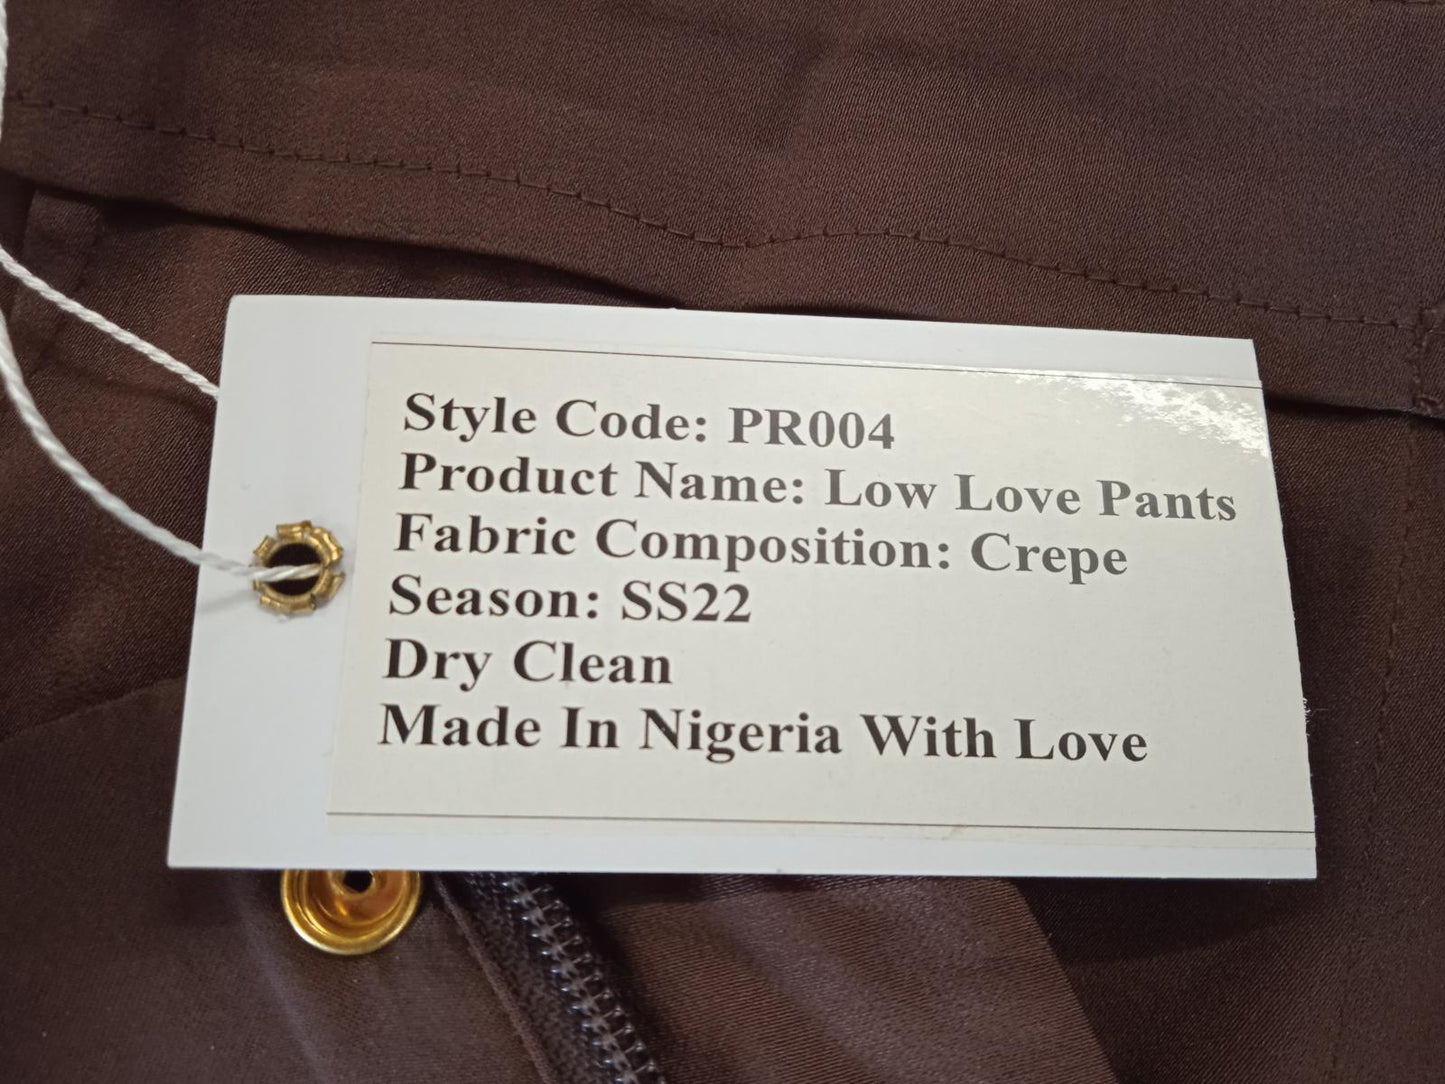 Style Code: PR004
Product Name: Low Love Pants
Fabric Composition: Crepe
Season: SS22
Dry Clean
Made In Nigeria With Love